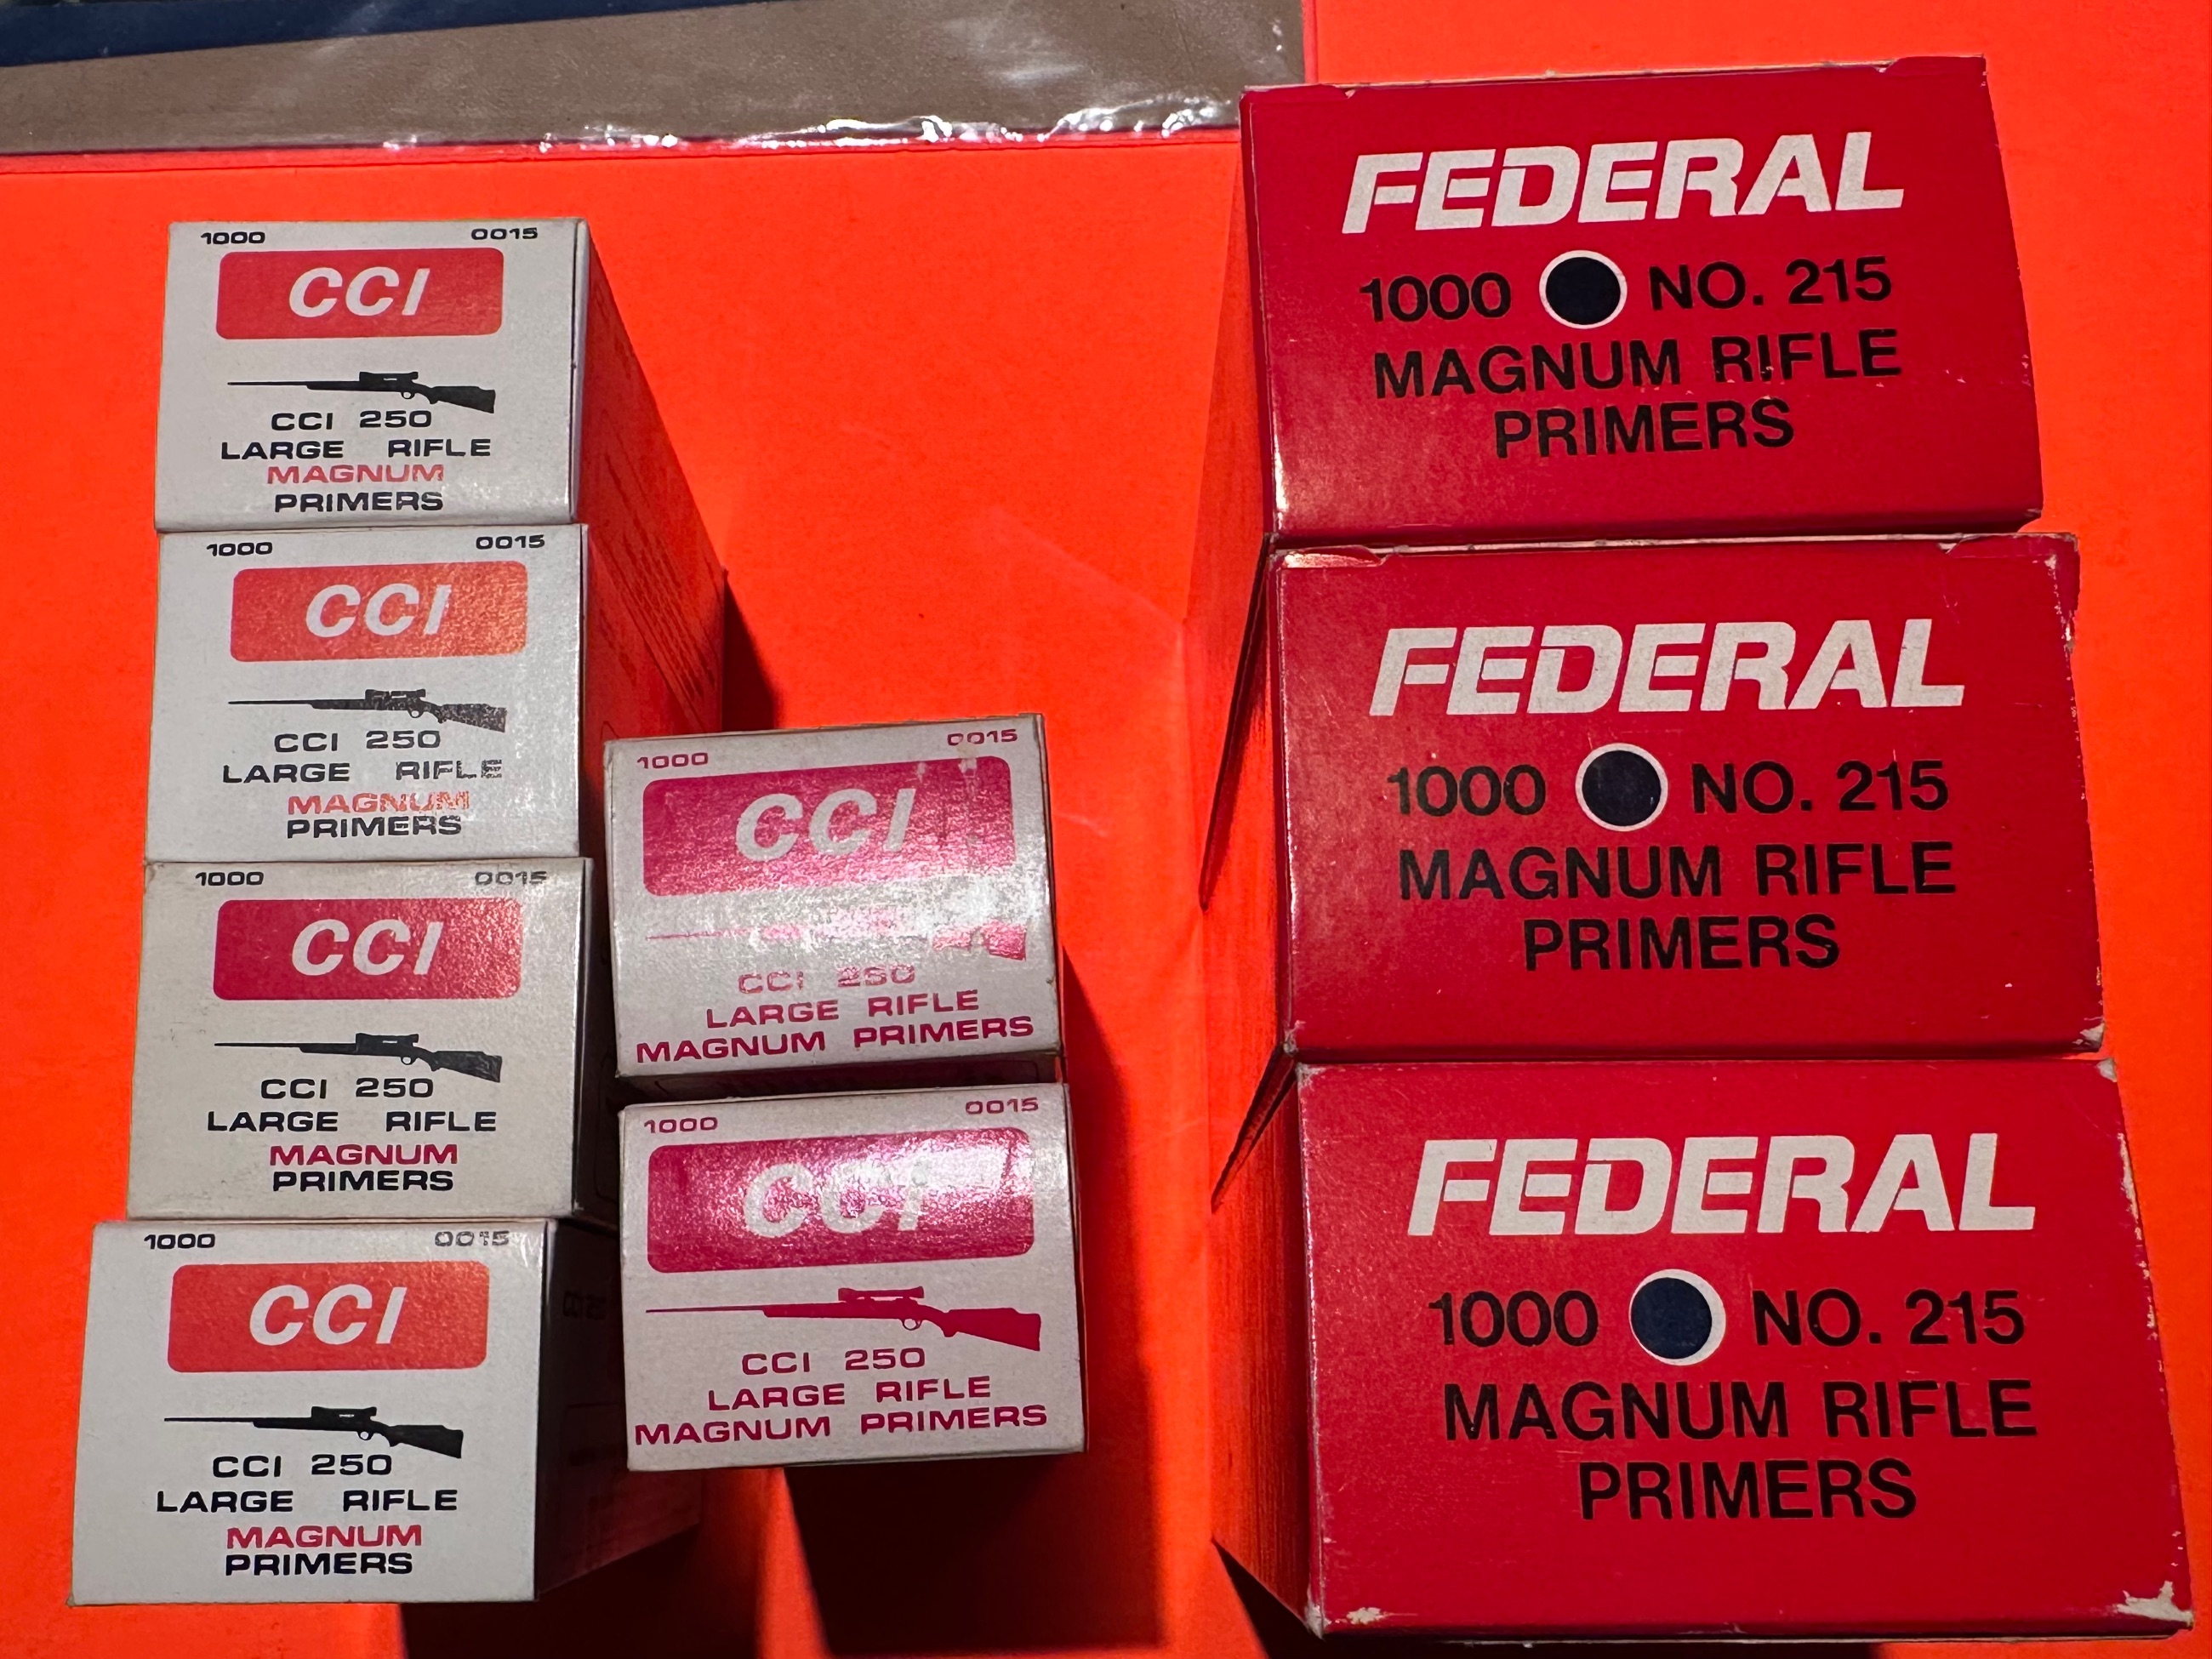 1000 0015
CCI
CCI 250
LARGE RIFLE
MAGNUM
PRIMERS
1000 0015
CCI
CCI 250
LARGE RIFLE
MAGNUM
PRIMERS
1000 0015
CCI
CCI 250
LARGE RIFLE
MAGNUM
PRIMERS
1000 0015
CCI
CCI 250
LARGE RIFLE
MAGNUM
PRIMERS
1000 0015
CCI
CCI 250
LARGE RIFLE
MAGNUM PRIMERS
1000 0015
CCI
CCI 250
LARGE RIFLE
MAGNUM PRIMERS
FEDERAL
1000 NO. 215
MAGNUM RIFLE
PRIMERS
FEDERAL
1000 NO. 215
MAGNUM RIFLE
PRIMERS
FEDERAL
1000 NO. 215
MAGNUM RIFLE
PRIMERS